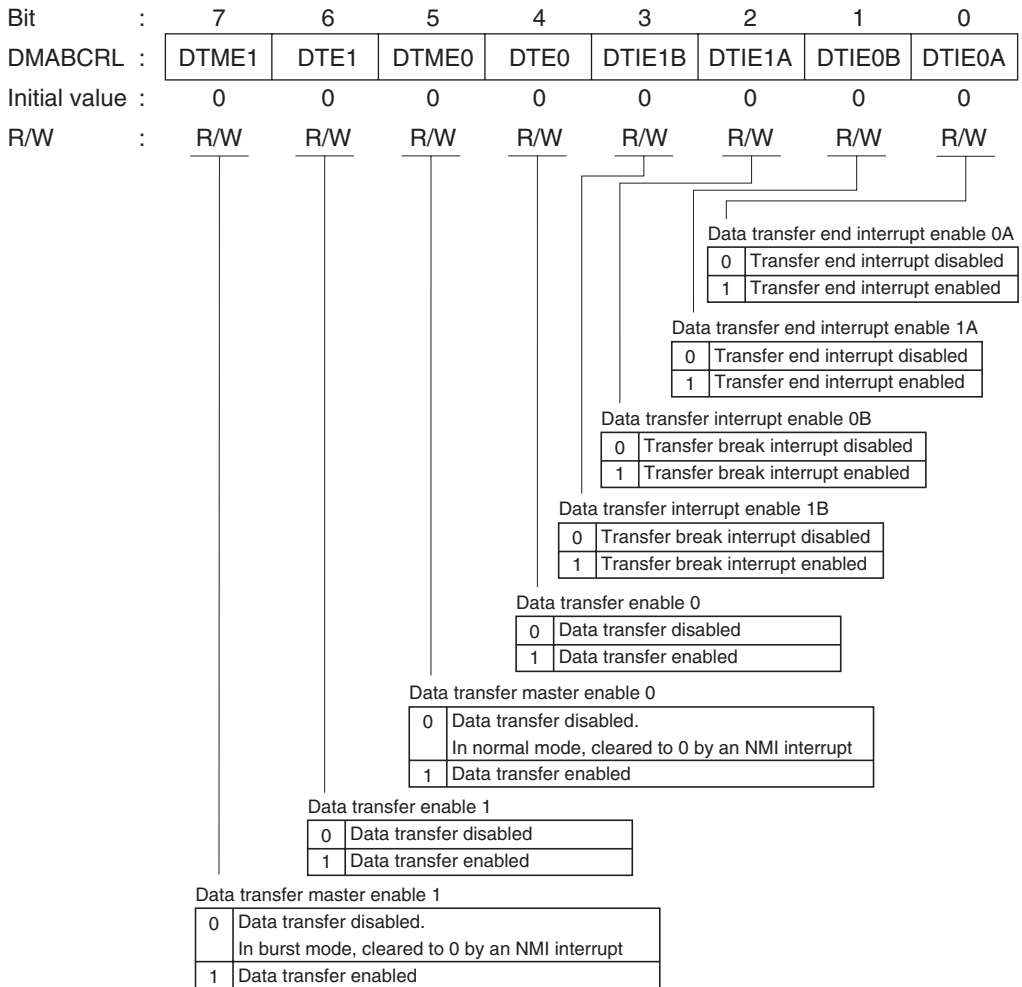 Bit : 7 6 5 4 3 2 1 0
DMABCRL : DTME1 DTE1 DTME0 DTE0 DTIE1B DTIE1A DTIE0B DTIE0A
Initial value : 0 0 0 0 0 0 0 0
R/W : R/W R/W R/W R/W R/W R/W R/W R/W
Data transfer end interrupt enable 0A
0 Transfer end interrupt disabled
1 Transfer end interrupt enabled
Data transfer end interrupt enable 1A
0 Transfer end interrupt disabled
1 Transfer end interrupt enabled
Data transfer interrupt enable 0B
0 Transfer break interrupt disabled
1 Transfer break interrupt enabled
Data transfer interrupt enable 1B
0 Transfer break interrupt disabled
1 Transfer break interrupt enabled
Data transfer enable 0
0 Data transfer disabled
1 Data transfer enabled
Data transfer master enable 0
0 Data transfer disabled.
In normal mode, cleared to 0 by an NMI interrupt
1 Data transfer enabled
Data transfer enable 1
0 Data transfer disabled
1 Data transfer enabled
Data transfer master enable 1
0 Data transfer disabled.
In burst mode, cleared to 0 by an NMI interrupt
1 Data transfer enabled